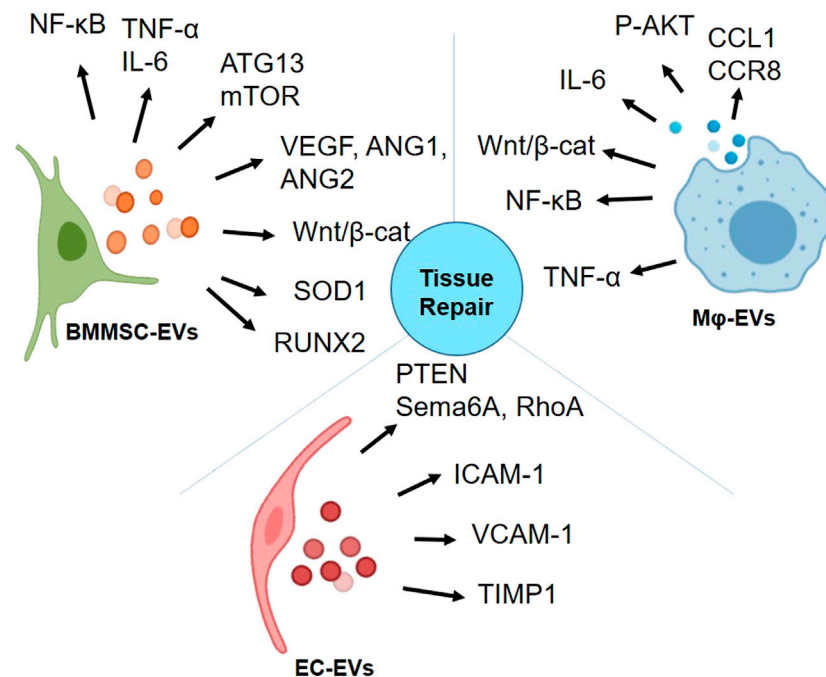 NF-κB
TNF-α
IL-6
ATG13
mTOR
VEGF, ANG1,
ANG2
Wnt/β-cat
SOD1
RUNX2
BMMSC-EVs
Tissue
Repair
P-AKT
CCL1
CCR8
IL-6
Wnt/β-cat
NF-κB
TNF-α
Mφ-EVs
PTEN
Sema6A, RhoA
ICAM-1
VCAM-1
TIMP1
EC-EVs